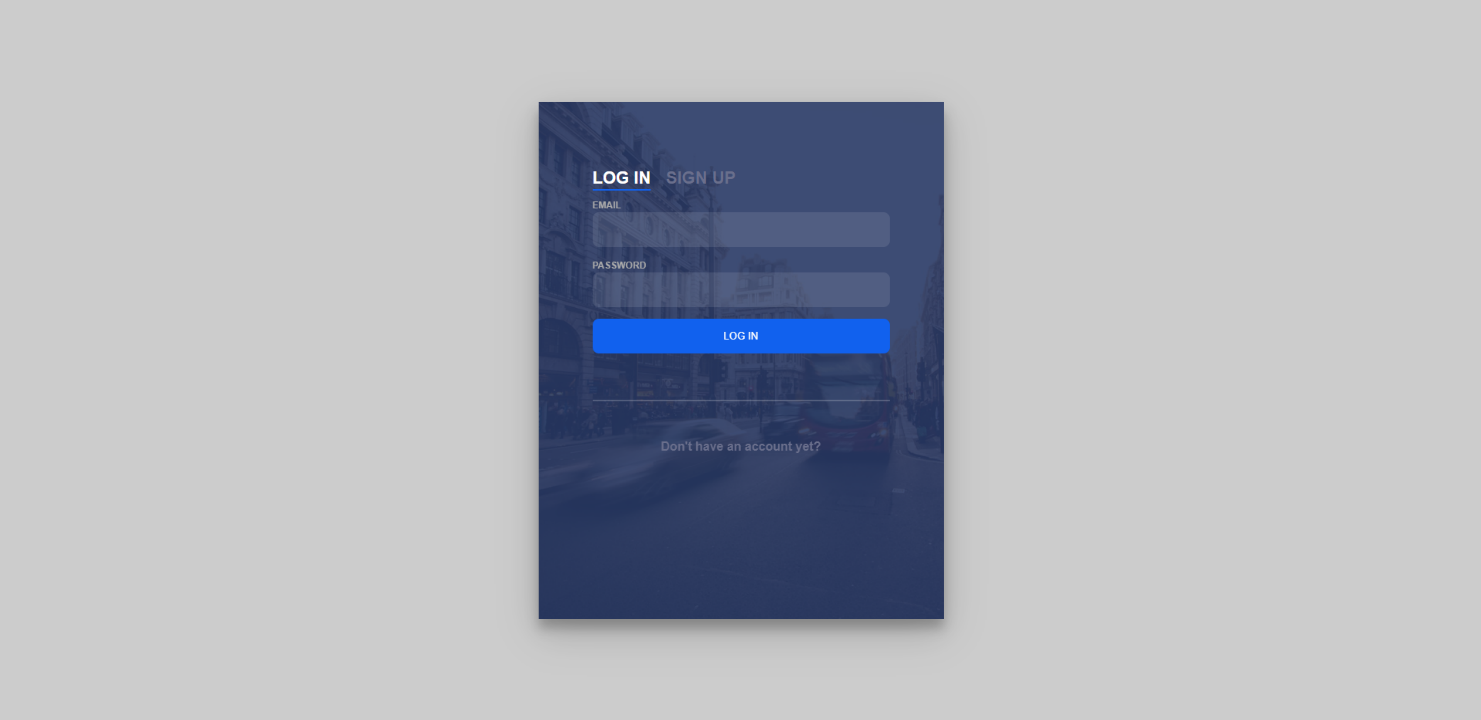 LOG IN SIGN UP
EMAIL
PASSWORD
LOG IN
Don't have an account yet?